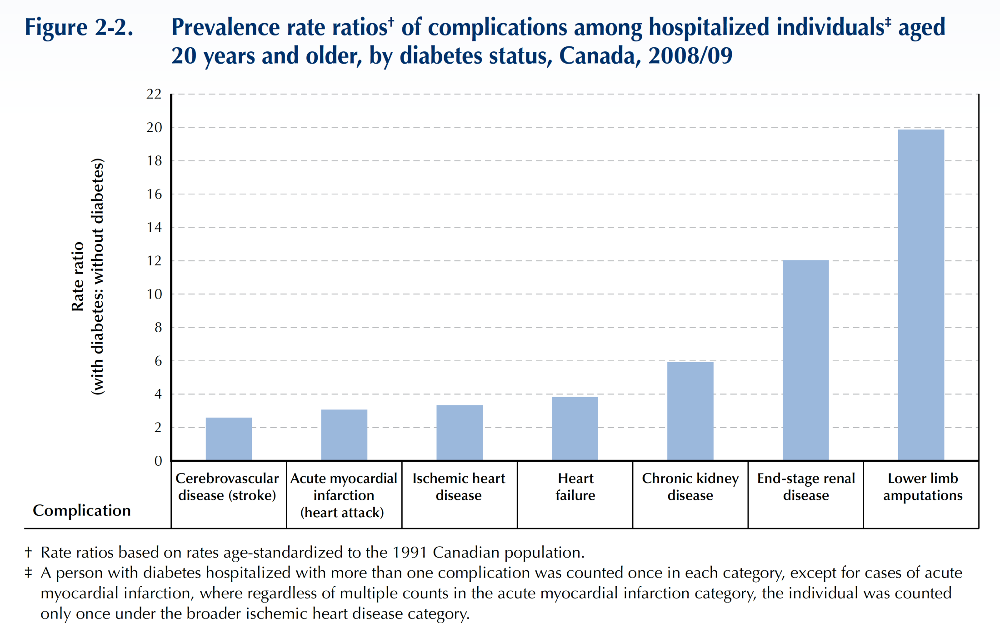 Figure 2-2.
Prevalence rate ratios† of complications among hospitalized individuals‡ aged
20 years and older, by diabetes status, Canada, 2008/09
Rate ratio
(with diabetes: without diabetes)
22
20
18
16
14
12
10
8
6
4
2
0
Complication
Cerebrovascular
disease (stroke)
Acute myocardial
infarction
(heart attack)
Ischemic heart
disease
Heart
failure
Chronic kidney
disease
End-stage renal
disease
Lower limb
amputations
† Rate ratios based on rates age-standardized to the 1991 Canadian population.
‡ A person with diabetes hospitalized with more than one complication was counted once in each category, except for cases of acute
myocardial infarction, where regardless of multiple counts in the acute myocardial infarction category, the individual was counted
only once under the broader ischemic heart disease category.